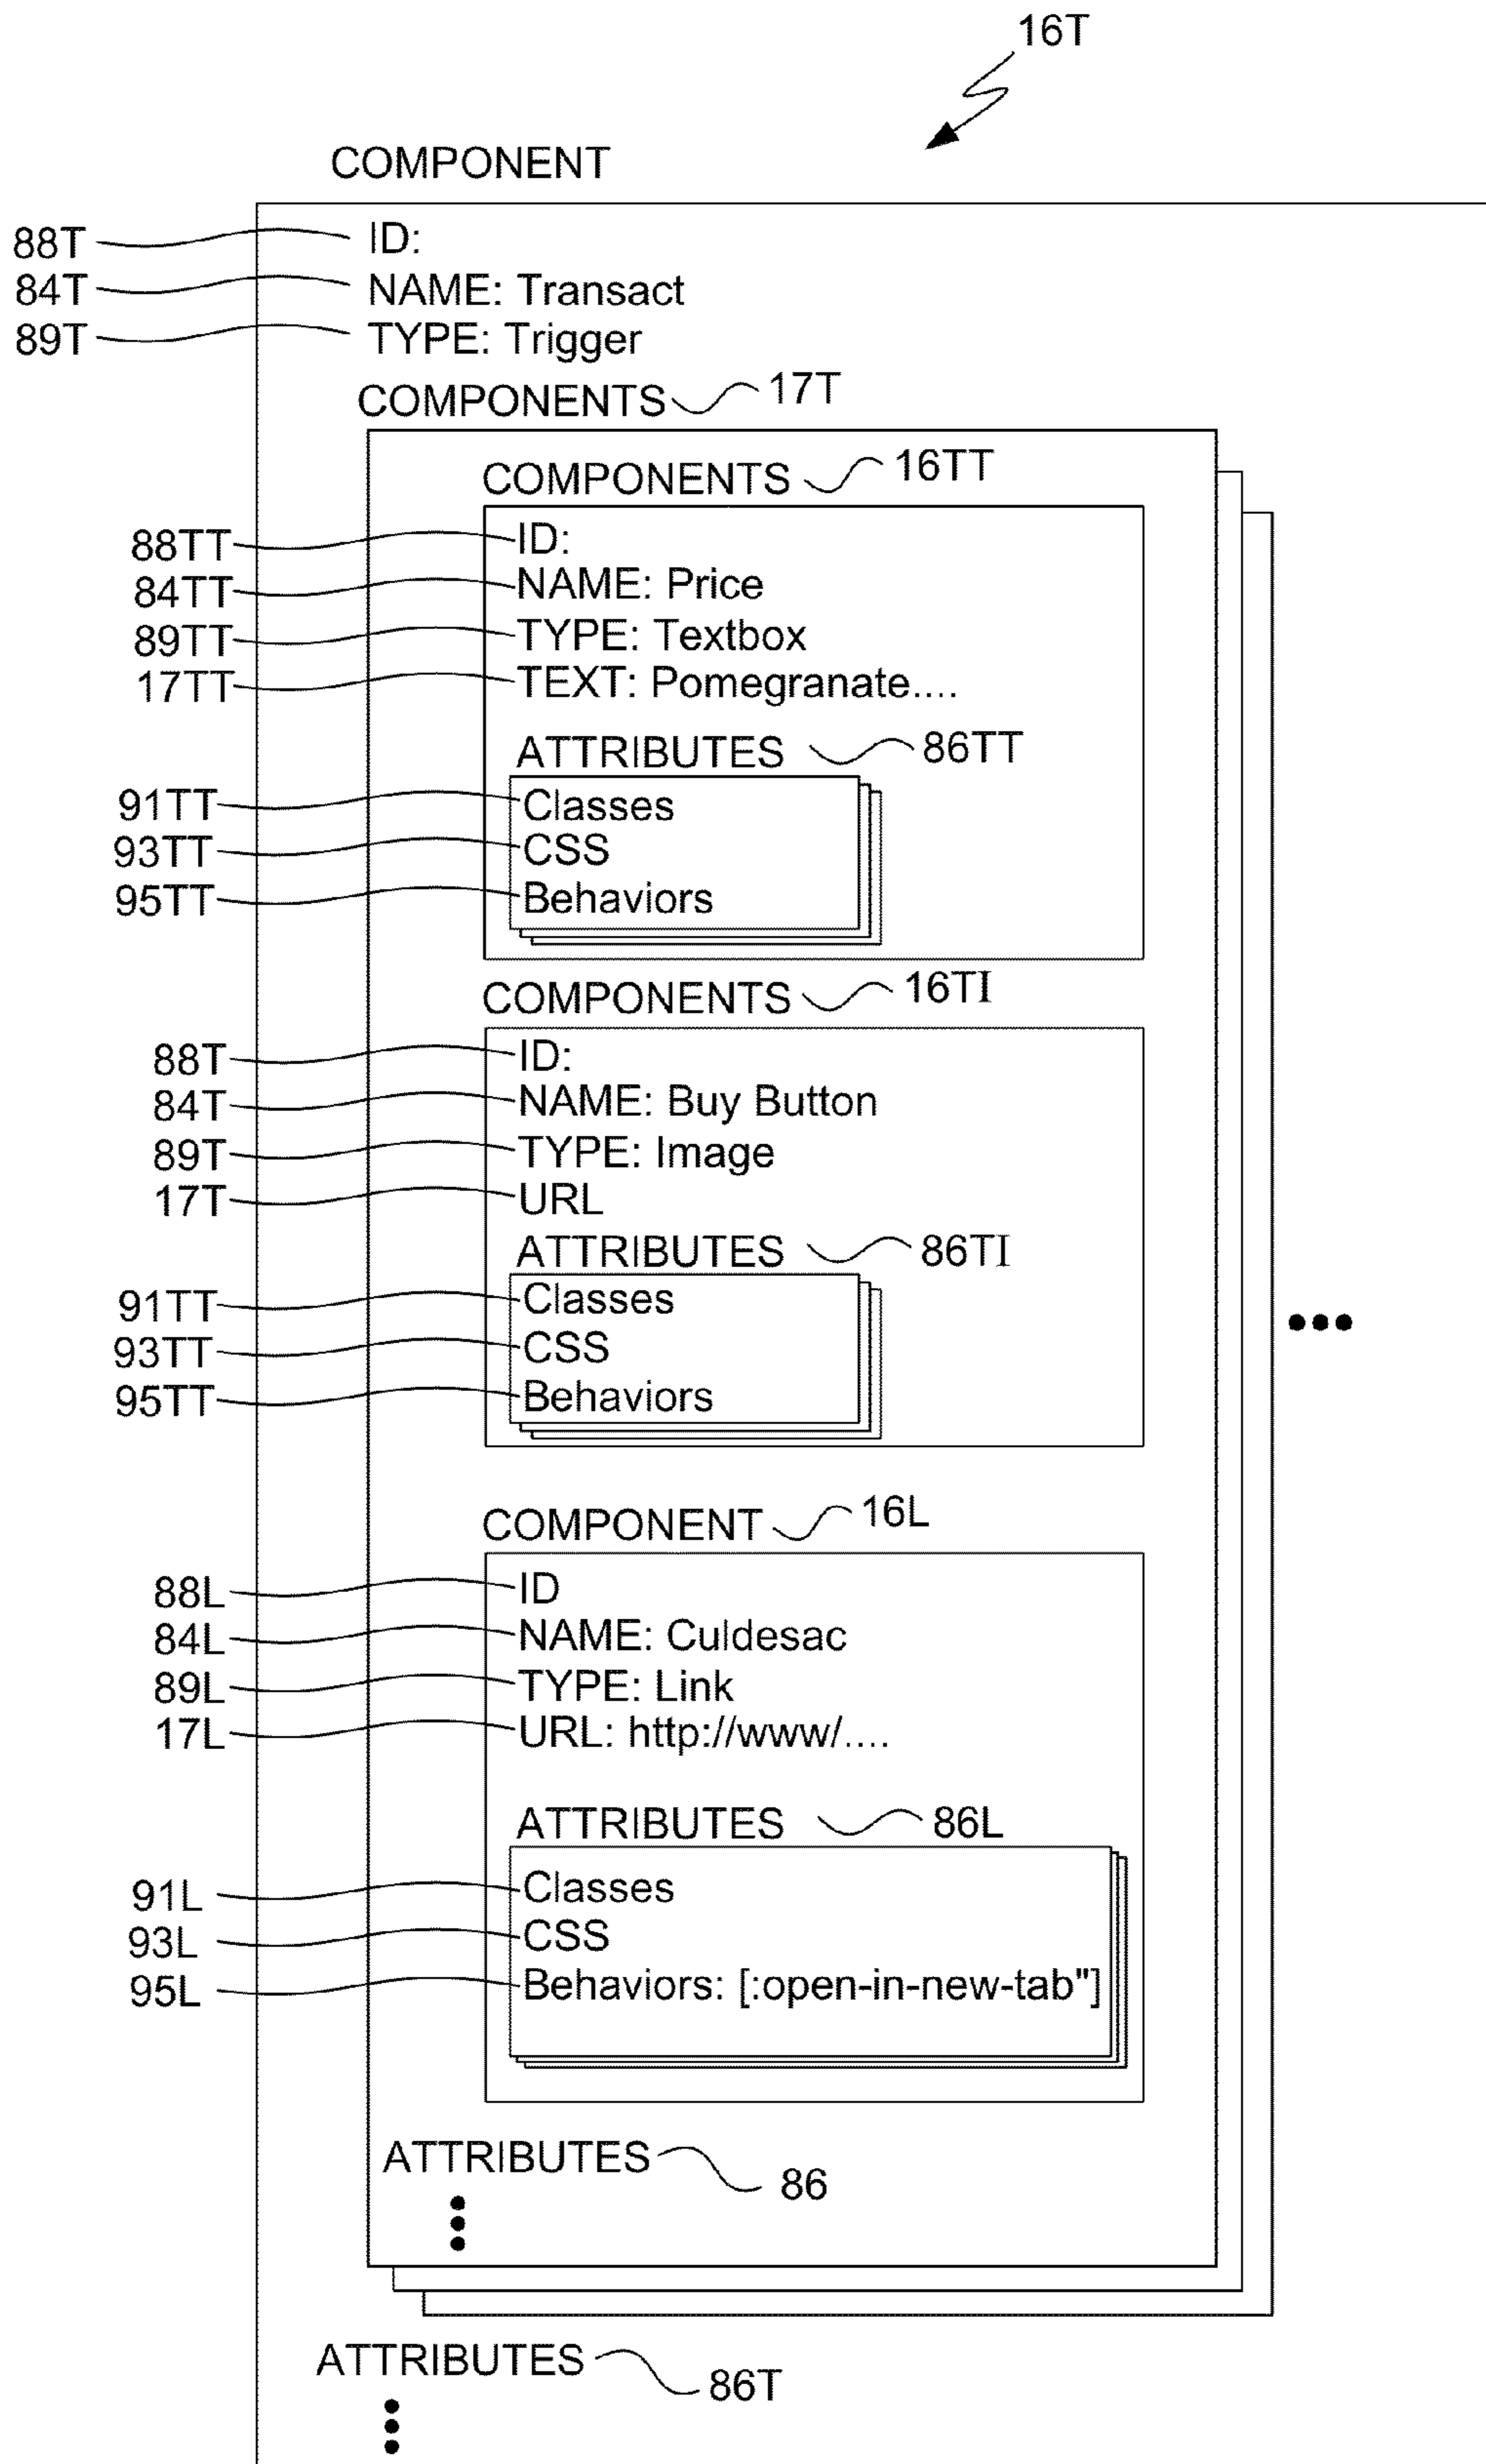 16T
COMPONENT
88T ID:
84T NAME: Transact
89T TYPE: Trigger
COMPONENTS 17T
COMPONENTS 16TT
88TT ID:
84TT NAME: Price
89TT TYPE: Textbox
17TT TEXT: Pomegranate....
ATTRIBUTES 86TT
91TT Classes
93TT CSS
95TT Behaviors
COMPONENTS 16TI
88T ID:
84T NAME: Buy Button
89T TYPE: Image
17T URL
ATTRIBUTES 86TI
91TT Classes
93TT CSS
95TT Behaviors
COMPONENT 16L
88L ID
84L NAME: Culdesac
89L TYPE: Link
17L URL: http://www/....
ATTRIBUTES 86L
91L Classes
93L CSS
95L Behaviors: [:open-in-new-tab"]
ATTRIBUTES 86
ATTRIBUTES 86T